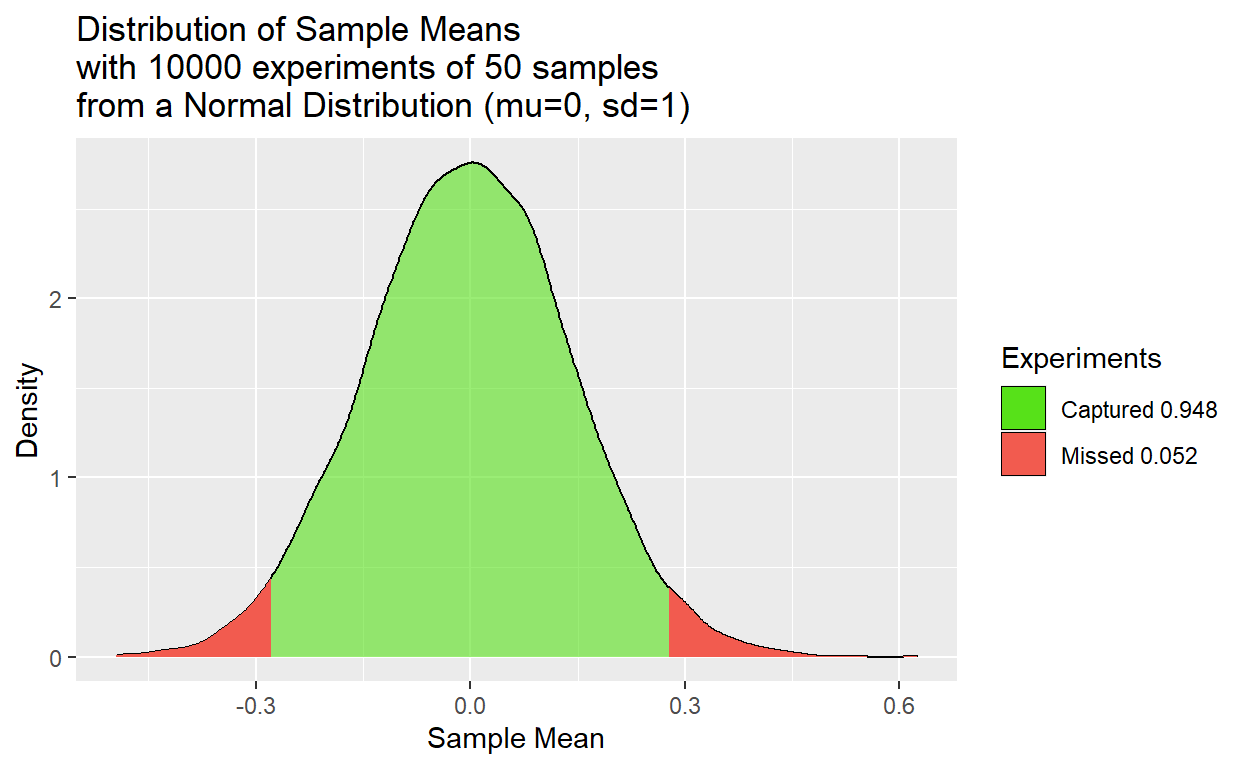 Distribution of Sample Means
with 10000 experiments of 50 samples
from a Normal Distribution (mu=0, sd=1)
Density
2
1
0
-0.3
0.0
0.3
0.6
Sample Mean
Experiments
Captured 0.948
Missed 0.052